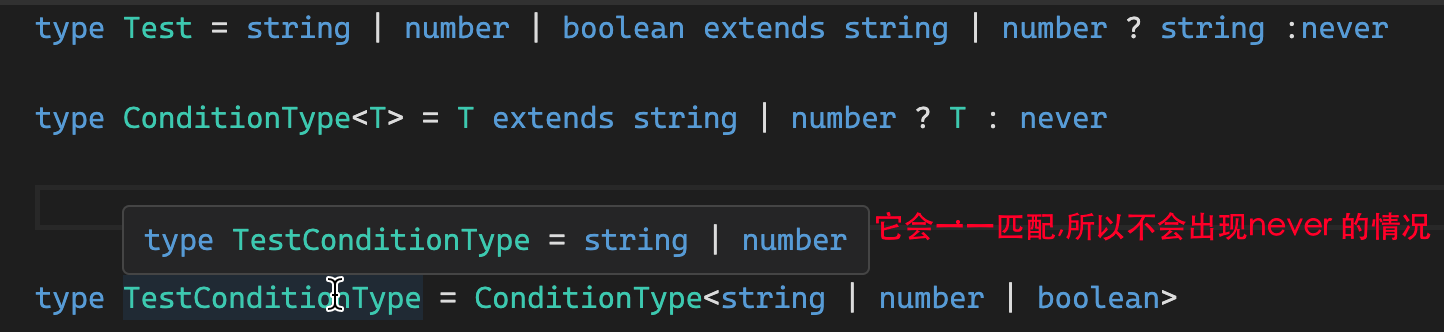 type Test = string | number | boolean extends string | number ? string :never
type ConditionType<T> = T extends string | number ? T : never
type TestConditionType = string | number
它会一一匹配,所以不会出现never 的情况
type TestConditionType = ConditionType<string | number | boolean>